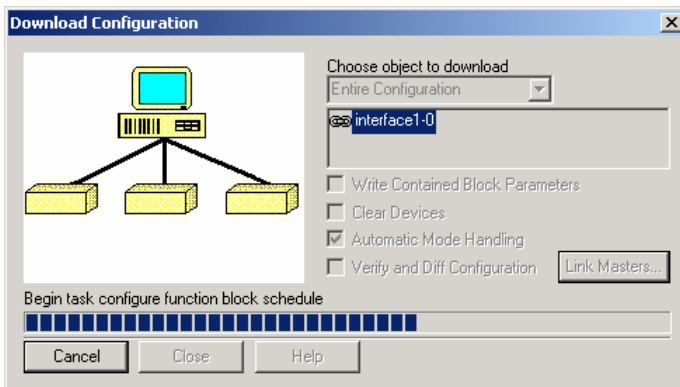 Download Configuration
Choose object to download
Entire Configuration
interface1-0
Write Contained Block Parameters
Clear Devices
Automatic Mode Handling
Verify and Diff Configuration
Link Masters...
Begin task configure function block schedule
Cancel
Close
Help